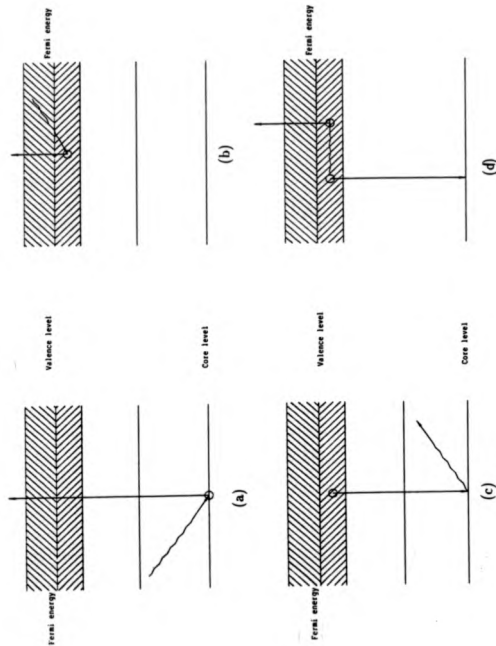 Fermi energy
Valence level
Fermi energy
Core level
(a)
(b)
Fermi energy
Valence level
Fermi energy
Core level
(c)
(d)